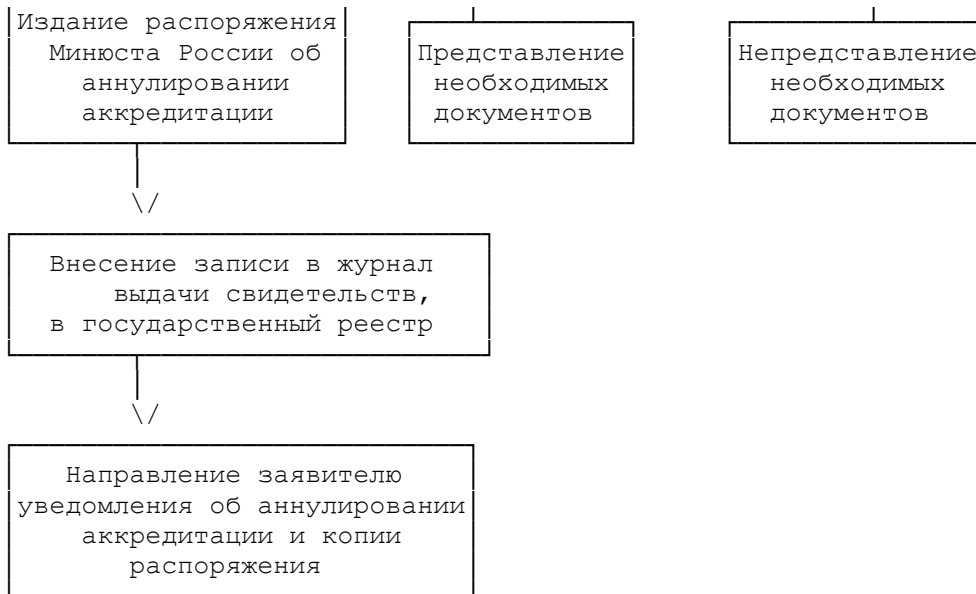 Издание распоряжения
Минюста России об
аннулировании
аккредитации
Представление
необходимых
документов
Непредставление
необходимых
документов
Внесение записи в журнал
выдачи свидетельств,
в государственный реестр
Направление заявителю
уведомления об аннулировании
аккредитации и копии
распоряжения